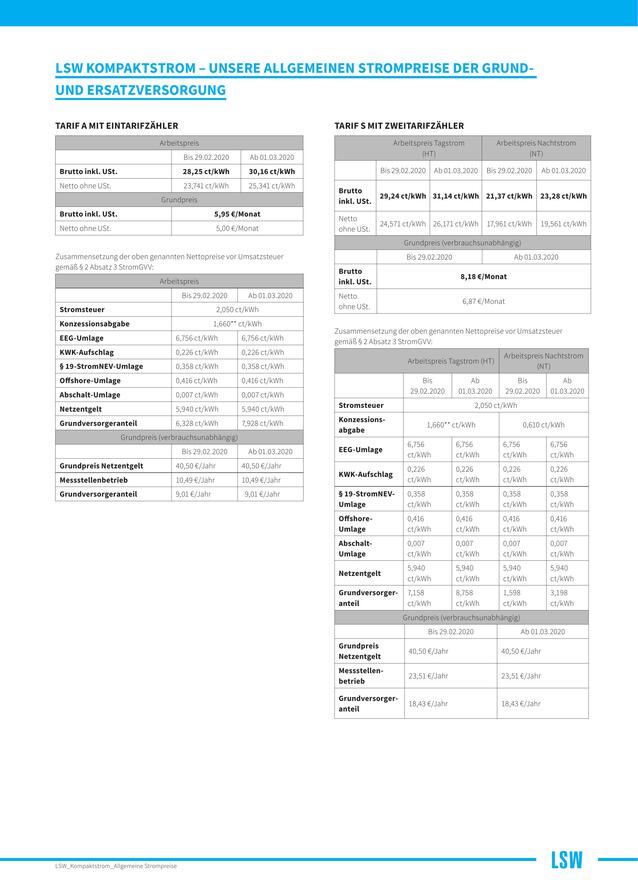 LSW KOMPAKTSTROM – UNSERE ALLGEMEINEN STROMPREISE DER GRUND-
UND ERSATZVERSORGUNG
TARIF A MIT EINTARIFZÄHLER
Arbeitspreis
Bis 29.02.2020 Ab 01.03.2020
Brutto inkl. USt. 28,25 ct/kWh 30,16 ct/kWh
Netto ohne USt. 23,741 ct/kWh 25,341 ct/kWh
Grundpreis
Brutto inkl. USt. 5,95 €/Monat
Netto ohne USt. 5,00 €/Monat
Zusammensetzung der oben genannten Nettopreise vor Umsatzsteuer
gemäß § 2 Absatz 3 StromGVV:
Arbeitspreis
Bis 29.02.2020 Ab 01.03.2020
Stromsteuer 2,050 ct/kWh
Konzessionsabgabe 1,660** ct/kWh
EEG-Umlage 6,756 ct/kWh 6,756 ct/kWh
KWK-Aufschlag 0,226 ct/kWh 0,226 ct/kWh
§ 19-StromNEV-Umlage 0,358 ct/kWh 0,358 ct/kWh
Offshore-Umlage 0,416 ct/kWh 0,416 ct/kWh
Abschalt-Umlage 0,007 ct/kWh 0,007 ct/kWh
Netzentgelt 5,940 ct/kWh 5,940 ct/kWh
Grundversorgeranteil 6,328 ct/kWh 7,928 ct/kWh
Grundpreis (verbrauchsunabhängig)
Bis 29.02.2020 Ab 01.03.2020
Grundpreis Netzentgelt 40,50 €/Jahr 40,50 €/Jahr
Messstellenbetrieb 10,49 €/Jahr 10,49 €/Jahr
Grundversorgeranteil 9,01 €/Jahr 9,01 €/Jahr
TARIF S MIT ZWEITARIFZÄHLER
Arbeitspreis Tagstrom Arbeitspreis Nachtstrom
(HT) (NT)
Bis 29.02.2020 Ab 01.03.2020 Bis 29.02.2020 Ab 01.03.2020
Brutto
inkl. USt. 29,24 ct/kWh 31,14 ct/kWh 21,37 ct/kWh 23,28 ct/kWh
Netto
ohne USt. 24,571 ct/kWh 26,171 ct/kWh 17,961 ct/kWh 19,561 ct/kWh
Grundpreis (verbrauchsunabhängig)
Bis 29.02.2020 Ab 01.03.2020
Brutto
inkl. USt. 8,18 €/Monat
Netto
ohne USt. 6,87 €/Monat
Zusammensetzung der oben genannten Nettopreise vor Umsatzsteuer
gemäß § 2 Absatz 3 StromGVV:
Arbeitspreis Tagstrom (HT) Arbeitspreis Nachtstrom
(NT)
Bis Ab Bis Ab
29.02.2020 01.03.2020 29.02.2020 01.03.2020
Stromsteuer 2,050 ct/kWh
Konzessions-
abgabe 1,660** ct/kWh 0,610 ct/kWh
EEG-Umlage 6,756 6,756 6,756 6,756
ct/kWh ct/kWh ct/kWh ct/kWh
KWK-Aufschlag 0,226 0,226 0,226 0,226
ct/kWh ct/kWh ct/kWh ct/kWh
§ 19-StromNEV- 0,358 0,358 0,358 0,358
Umlage ct/kWh ct/kWh ct/kWh ct/kWh
Offshore- 0,416 0,416 0,416 0,416
Umlage ct/kWh ct/kWh ct/kWh ct/kWh
Abschalt- 0,007 0,007 0,007 0,007
Umlage ct/kWh ct/kWh ct/kWh ct/kWh
Netzentgelt 5,940 5,940 5,940 5,940
ct/kWh ct/kWh ct/kWh ct/kWh
Grundversorger- 7,158 8,758 1,598 3,198
anteil ct/kWh ct/kWh ct/kWh ct/kWh
Grundpreis (verbrauchsunabhängig)
Bis 29.02.2020 Ab 01.03.2020
Grundpreis
Netzentgelt 40,50 €/Jahr 40,50 €/Jahr
Messstellen-
betrieb 23,51 €/Jahr 23,51 €/Jahr
Grundversorger-
anteil 18,43 €/Jahr 18,43 €/Jahr
LSW_Kompaktstrom_Allgemeine Strompreise
LSW